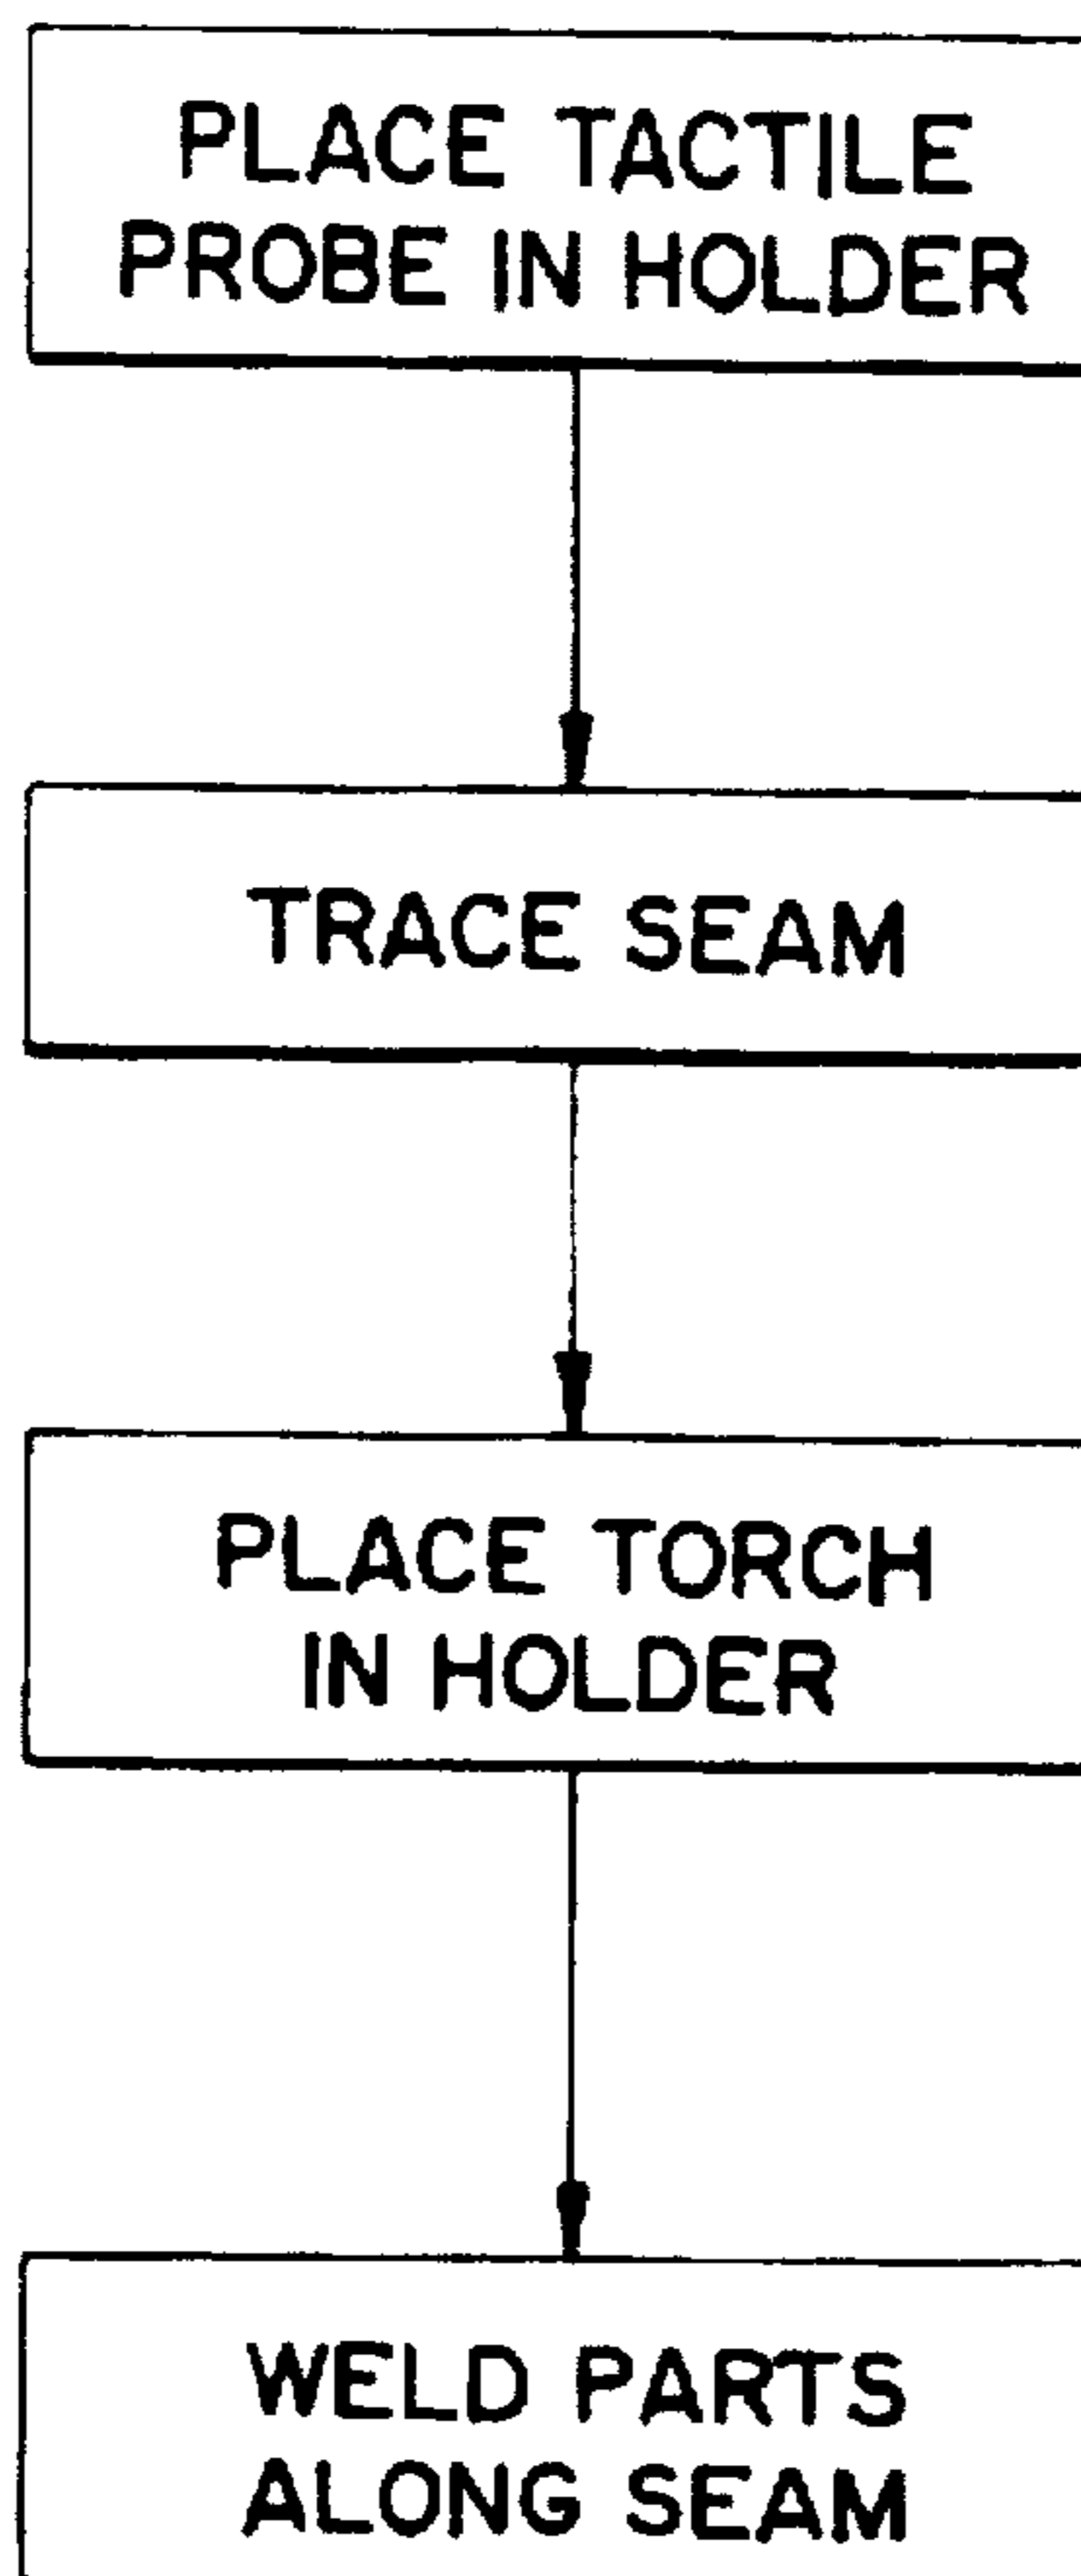 PLACE TACTILE
PROBE IN HOLDER
TRACE SEAM
PLACE TORCH
IN HOLDER
WELD PARTS
ALONG SEAM